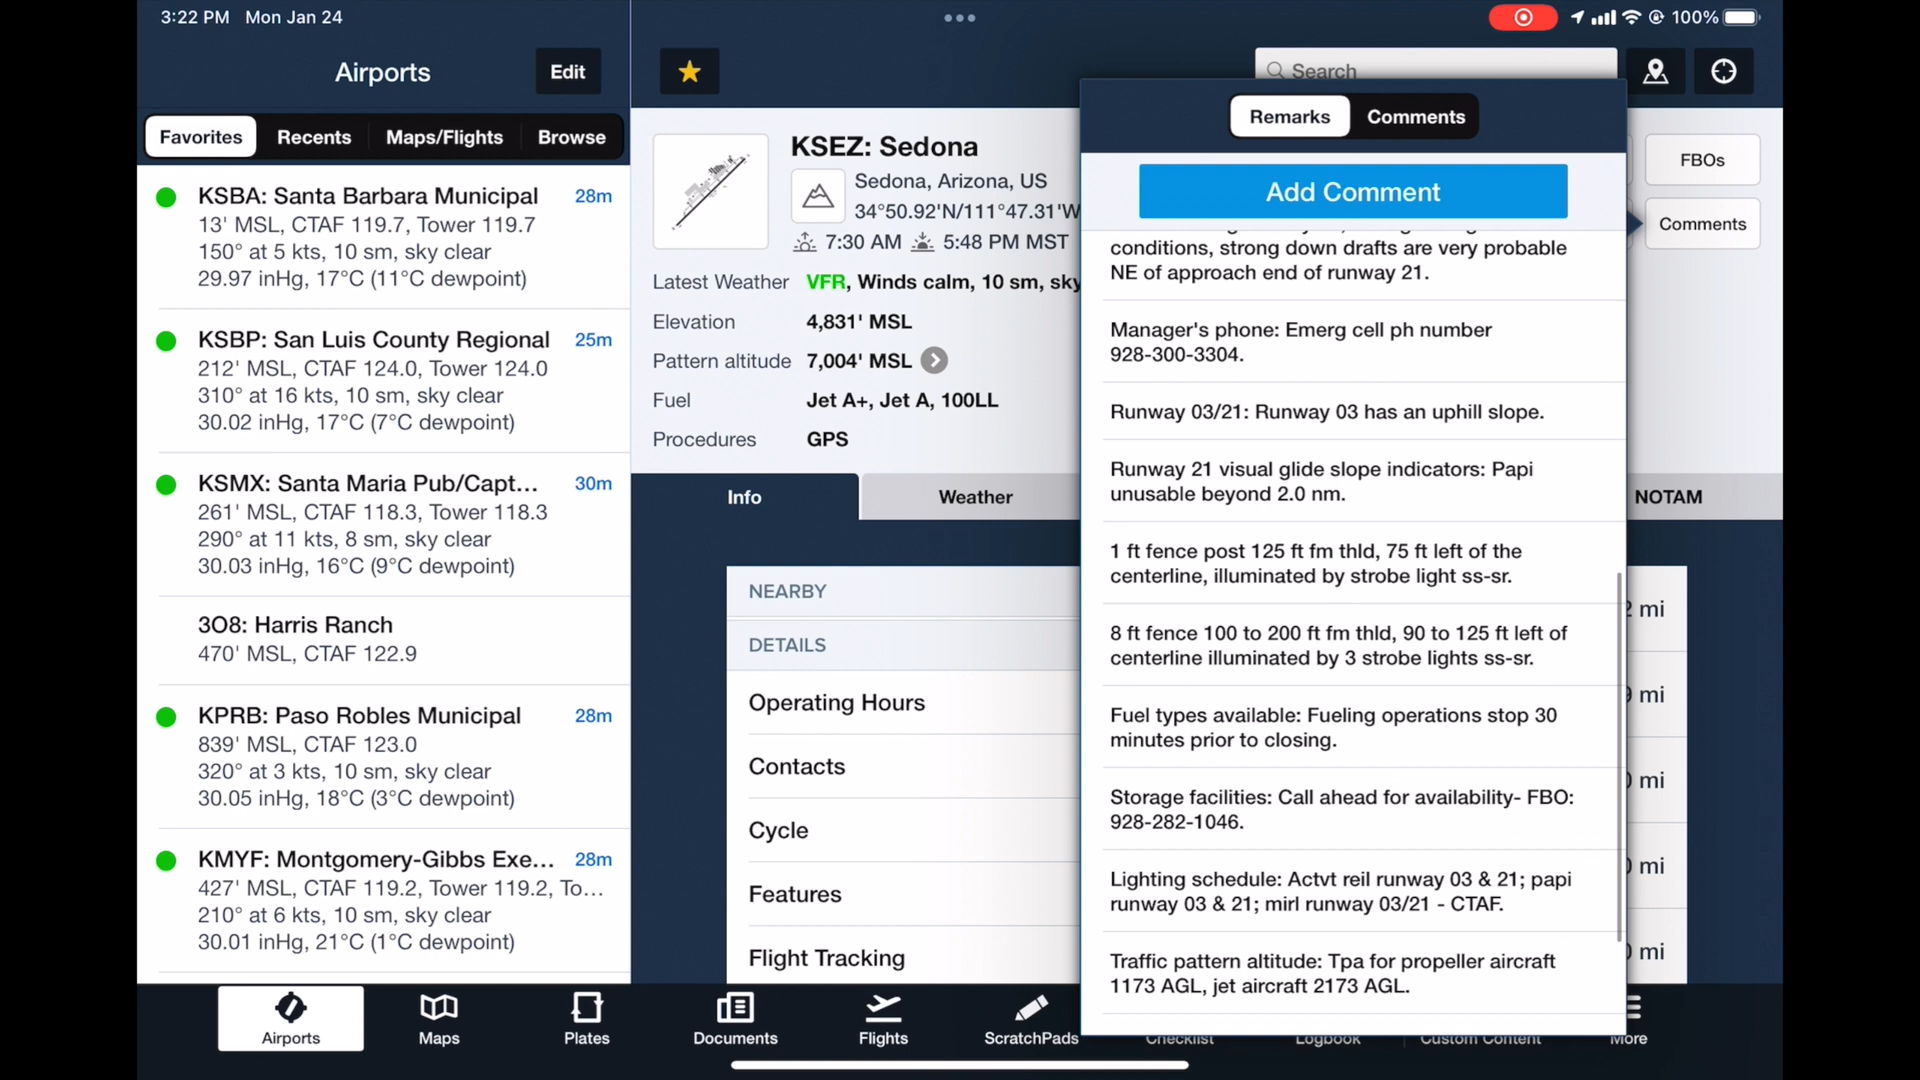 3:22 PM Mon Jan 24
100%
Airports
Edit
Favorites
Recents
Maps/Flights
Browse
KSBA: Santa Barbara Municipal 28m
13' MSL, CTAF 119.7, Tower 119.7
150° at 5 kts, 10 sm, sky clear
29.97 inHg, 17°C (11°C dewpoint)
KSBP: San Luis County Regional 25m
212' MSL, CTAF 124.0, Tower 124.0
310° at 16 kts, 10 sm, sky clear
30.02 inHg, 17°C (7°C dewpoint)
KSMX: Santa Maria Pub/Capt... 30m
261' MSL, CTAF 118.3, Tower 118.3
290° at 11 kts, 8 sm, sky clear
30.03 inHg, 16°C (9°C dewpoint)
3O8: Harris Ranch
470' MSL, CTAF 122.9
KPRB: Paso Robles Municipal 28m
839' MSL, CTAF 123.0
320° at 3 kts, 10 sm, sky clear
30.05 inHg, 18°C (3°C dewpoint)
KMYF: Montgomery-Gibbs Exe... 28m
427' MSL, CTAF 119.2, Tower 119.2, To...
210° at 6 kts, 10 sm, sky clear
30.01 inHg, 21°C (1°C dewpoint)
Search
KSEZ: Sedona
Sedona, Arizona, US
34°50.92'N/111°47.31'W
7:30 AM 5:48 PM MST
Latest Weather VFR, Winds calm, 10 sm, sky
Elevation 4,831' MSL
Pattern altitude 7,004' MSL
Fuel Jet A+, Jet A, 100LL
Procedures GPS
FBOs
Comments
Info
Weather
NOTAM
NEARBY
DETAILS
Operating Hours
Contacts
Cycle
Features
Flight Tracking
mi
mi
mi
mi
mi
Remarks
Comments
Add Comment
conditions, strong down drafts are very probable
NE of approach end of runway 21.
Manager's phone: Emerg cell ph number
928-300-3304.
Runway 03/21: Runway 03 has an uphill slope.
Runway 21 visual glide slope indicators: Papi
unusable beyond 2.0 nm.
1 ft fence post 125 ft fm thld, 75 ft left of the
centerline, illuminated by strobe light ss-sr.
8 ft fence 100 to 200 ft fm thld, 90 to 125 ft left of
centerline illuminated by 3 strobe lights ss-sr.
Fuel types available: Fueling operations stop 30
minutes prior to closing.
Storage facilities: Call ahead for availability- FBO:
928-282-1046.
Lighting schedule: Actvt reil runway 03 & 21; papi
runway 03 & 21; mirl runway 03/21 - CTAF.
Traffic pattern altitude: Tpa for propeller aircraft
1173 AGL, jet aircraft 2173 AGL.
Airports
Maps
Plates
Documents
Flights
ScratchPads
Checklist
Logbook
Custom Content
More